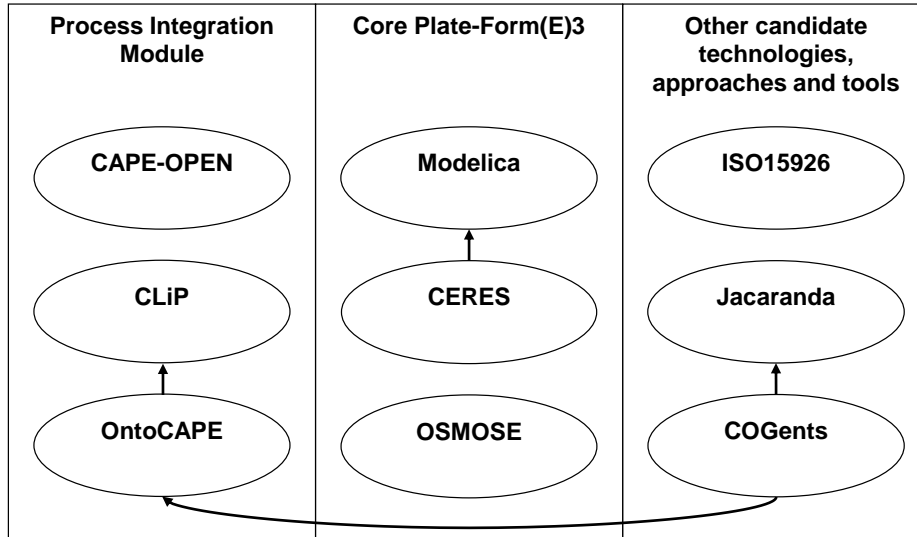 Process Integration
Module
CAPE-OPEN
CLiP
OntoCAPE
Core Plate-Form(E)3
Modelica
CERES
OSMOSE
Other candidate
technologies,
approaches and tools
ISO15926
Jacaranda
COGents